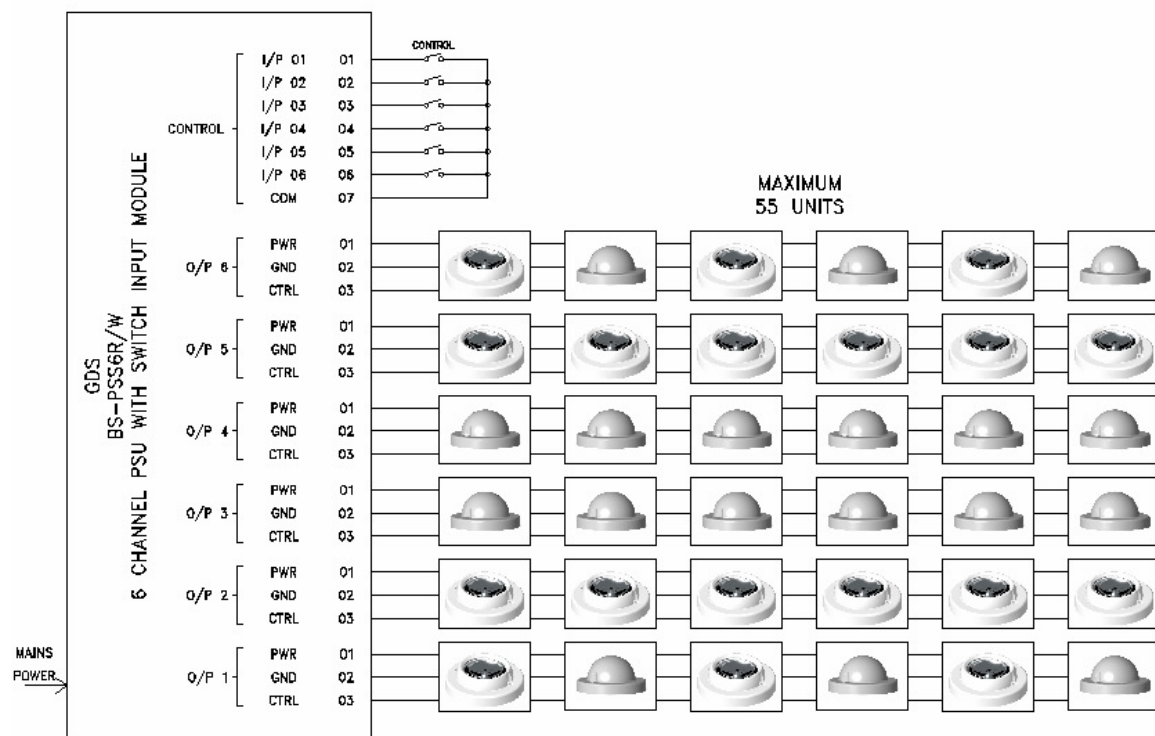 CONTROL
I/P 01 01
I/P 02 02
I/P 03 03
CONTROL I/P 04 04
I/P 05 05
I/P 06 06
COM 07
MAXIMUM
55 UNITS
GDS
BS-PSS6R/W
6 CHANNEL PSU WITH SWITCH INPUT MODULE
PWR 01
O/P 6 GND 02
CTRL 03
PWR 01
O/P 5 GND 02
CTRL 03
PWR 01
O/P 4 GND 02
CTRL 03
PWR 01
O/P 3 GND 02
CTRL 03
PWR 01
O/P 2 GND 02
CTRL 03
PWR 01
O/P 1 GND 02
CTRL 03
MAINS
POWER